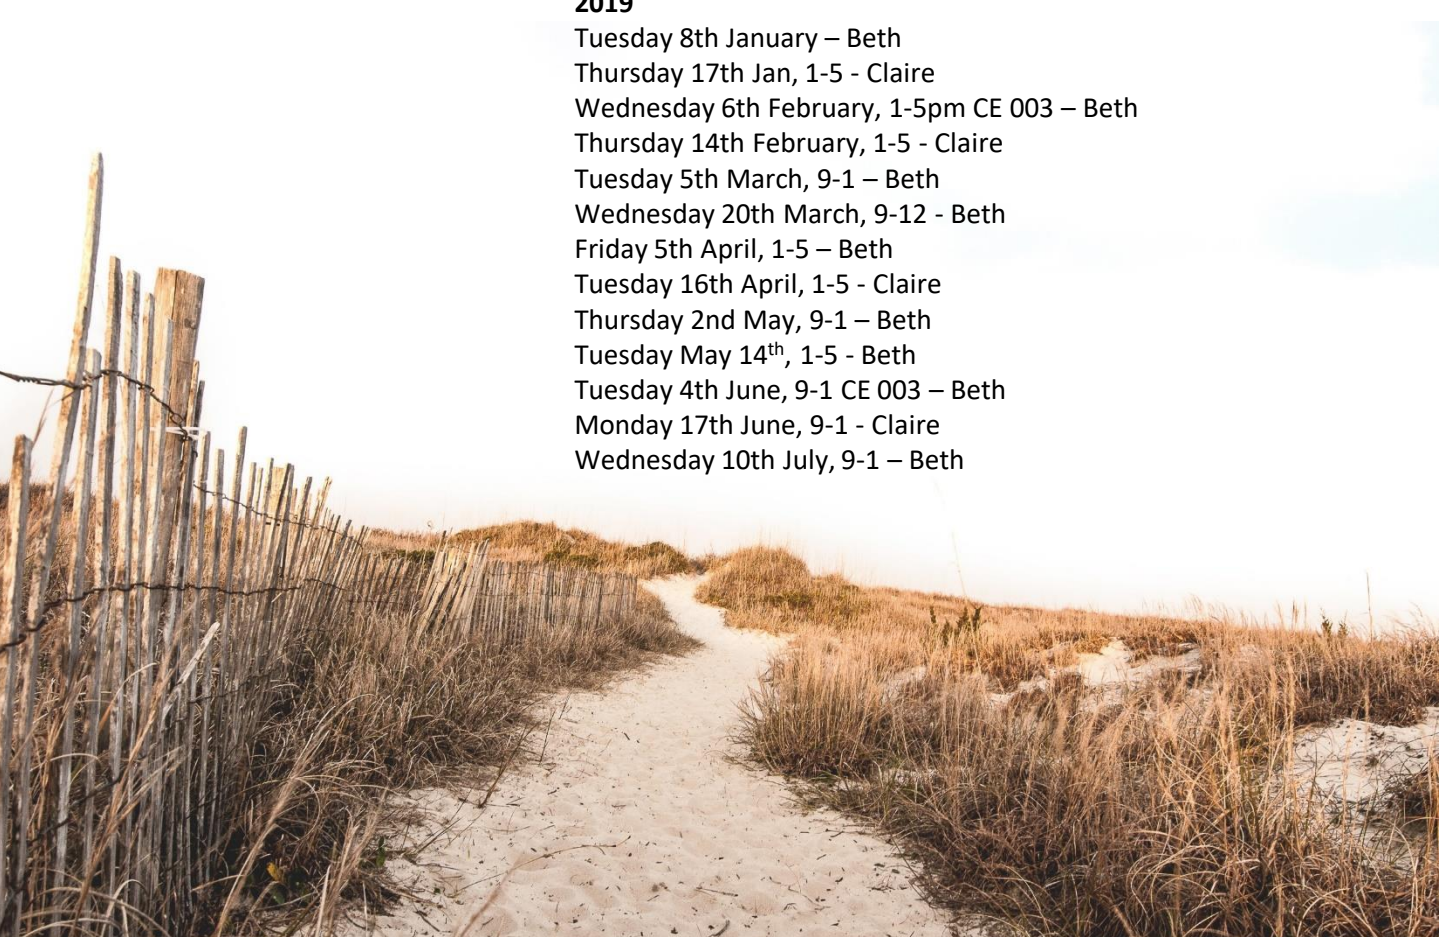 2019
Tuesday 8th January – Beth
Thursday 17th Jan, 1-5 - Claire
Wednesday 6th February, 1-5pm CE 003 – Beth
Thursday 14th February, 1-5 - Claire
Tuesday 5th March, 9-1 – Beth
Wednesday 20th March, 9-12 - Beth
Friday 5th April, 1-5 – Beth
Tuesday 16th April, 1-5 - Claire
Thursday 2nd May, 9-1 – Beth
Tuesday May 14th, 1-5 - Beth
Tuesday 4th June, 9-1 CE 003 – Beth
Monday 17th June, 9-1 - Claire
Wednesday 10th July, 9-1 – Beth